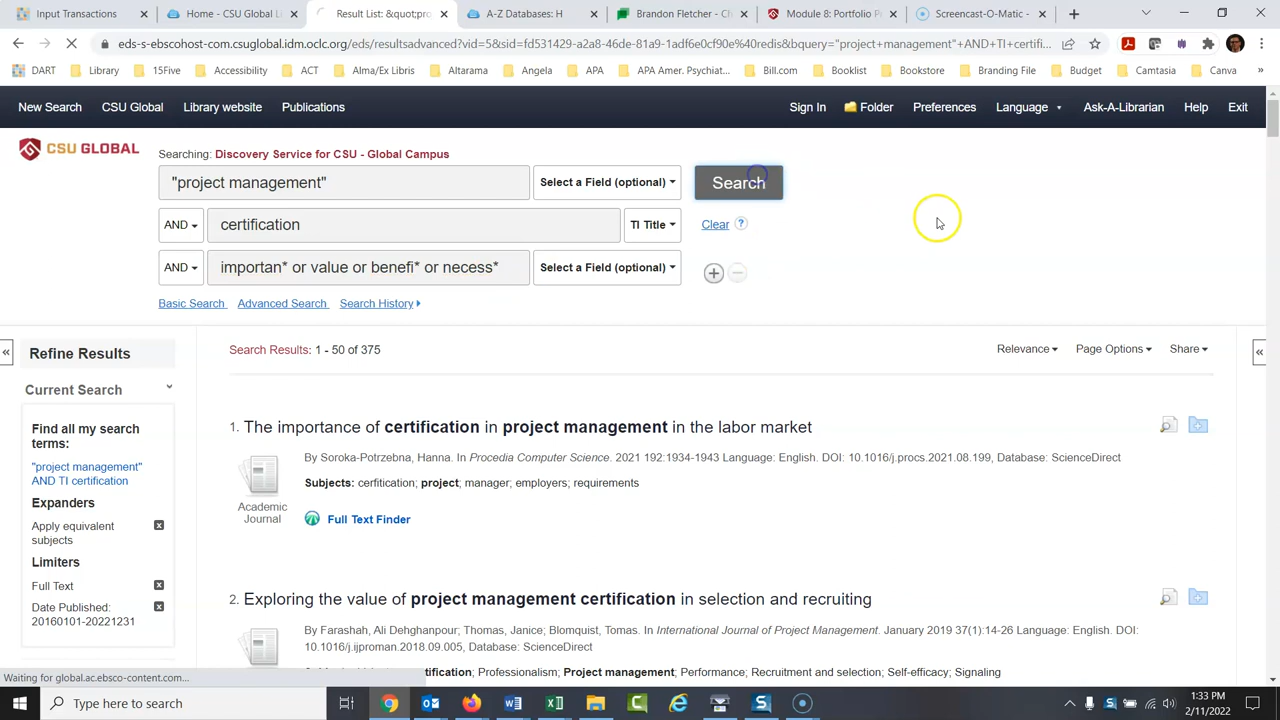 Input Transactions
Home - CSU Global Li
Result List: &quot;pro
A-Z Databases: H
Brandon Fletcher - Ch
Module 8: Portfolio P
Screencast-O-Matic -
eds-s-ebscohost-com.csuglobal.idm.oclc.org/eds/resultsadvanced?vid=5&sid=fd531429-a2a8-46de-81a9-1adf6e0cf90e%40redis&bquery="project+management"+AND+TI+certifi...
DART
Library
15Five
Accessibility
ACT
Alma/Ex Libris
Altarama
Angela
APA
APA Amer. Psychiat...
Bill.com
Booklist
Bookstore
Branding File
Budget
Camtasia
Canva
»
New Search
CSU Global
Library website
Publications
Sign In
Folder
Preferences
Language
Ask-A-Librarian
Help
Exit
CSU GLOBAL
Searching: Discovery Service for CSU - Global Campus
"project management"
Select a Field (optional)
Search
AND
certification
TI Title
Clear
?
AND
importan* or value or benefi* or necess*
Select a Field (optional)
Basic Search
Advanced Search
Search History
Refine Results
Search Results: 1 - 50 of 375
Relevance
Page Options
Share
Current Search
Find all my search
terms:
"project management"
AND TI certification
Expanders
Apply equivalent
subjects
Limiters
Full Text
Date Published:
20160101-20221231
1. The importance of certification in project management in the labor market
By Soroka-Potrzebna, Hanna. In Procedia Computer Science. 2021 192:1934-1943 Language: English. DOI: 10.1016/j.procs.2021.08.199, Database: ScienceDirect
Subjects: cerfitication; project; manager; employers; requirements
Academic
Journal
Full Text Finder
2. Exploring the value of project management certification in selection and recruiting
By Farashah, Ali Dehghanpour; Thomas, Janice; Blomquist, Tomas. In International Journal of Project Management. January 2019 37(1):14-26 Language: English. DOI:
10.1016/j.ijproman.2018.09.005, Database: ScienceDirect
tification; Professionalism; Project management; Performance; Recruitment and selection; Self-efficacy; Signaling
Waiting for global.ac.ebsco-content.com...
Type here to search
1:33 PM
2/11/2022